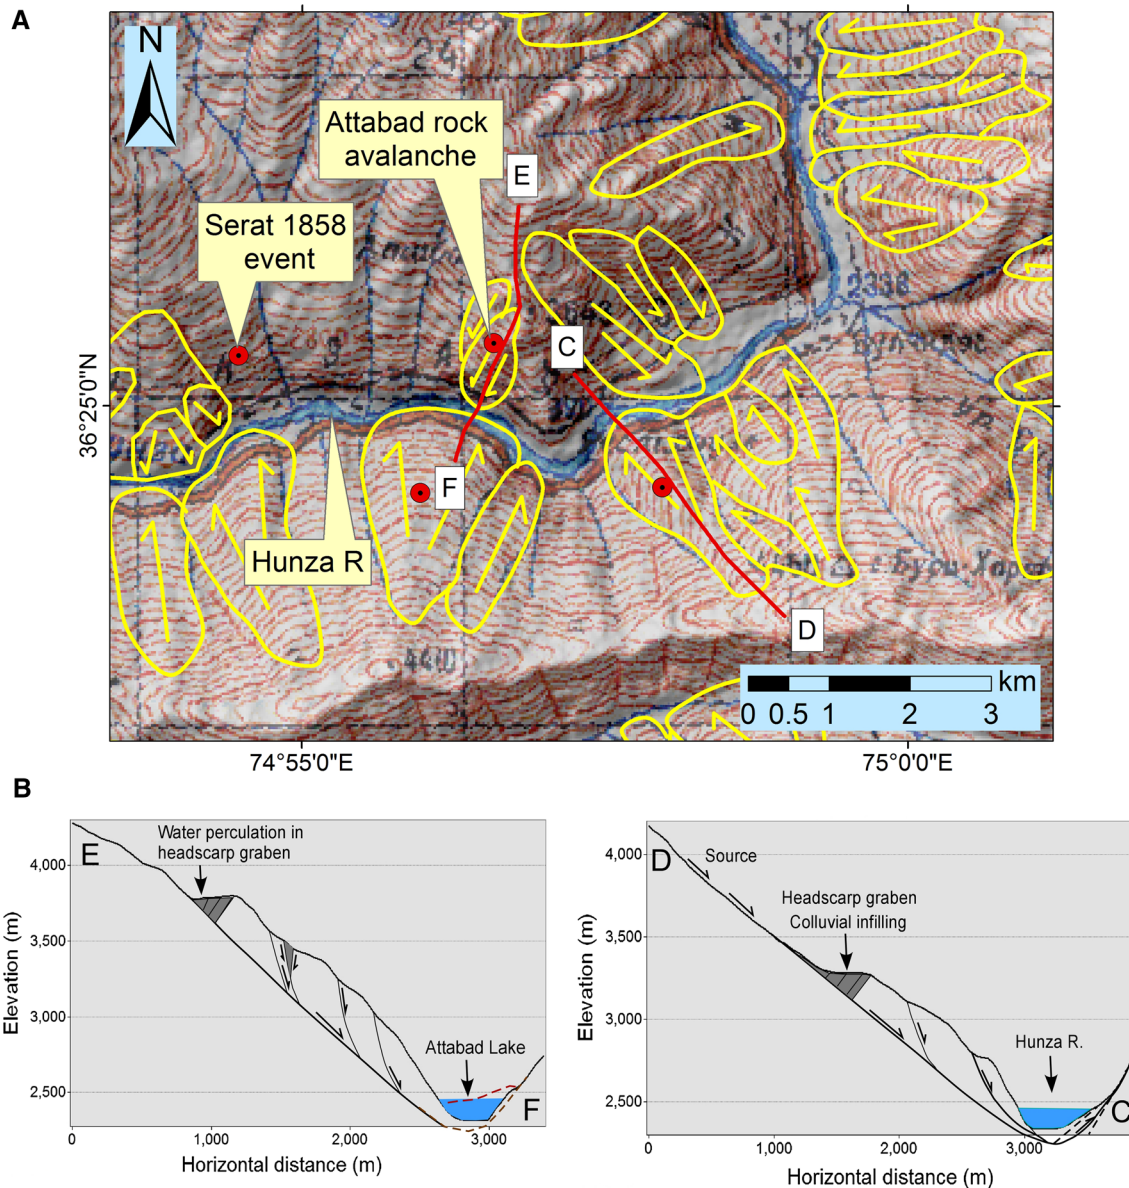 A
N
Attabad rock
avalanche
E
Serat 1858
event
2338
C
36°25'0"N
F
Hunza R
D
km
0 0.5 1 2 3
74°55'0"E
75°0'0"E
B
E
Water perculation in
headscarp graben
4,000
3,500
3,000
2,500
Elevation (m)
Attabad Lake
F
0
1,000
2,000
3,000
Horizontal distance (m)
D
Source
Headscarp graben
Colluvial infilling
4,000
3,500
3,000
2,500
Elevation (m)
Hunza R.
C
0
1,000
2,000
3,000
Horizontal distance (m)